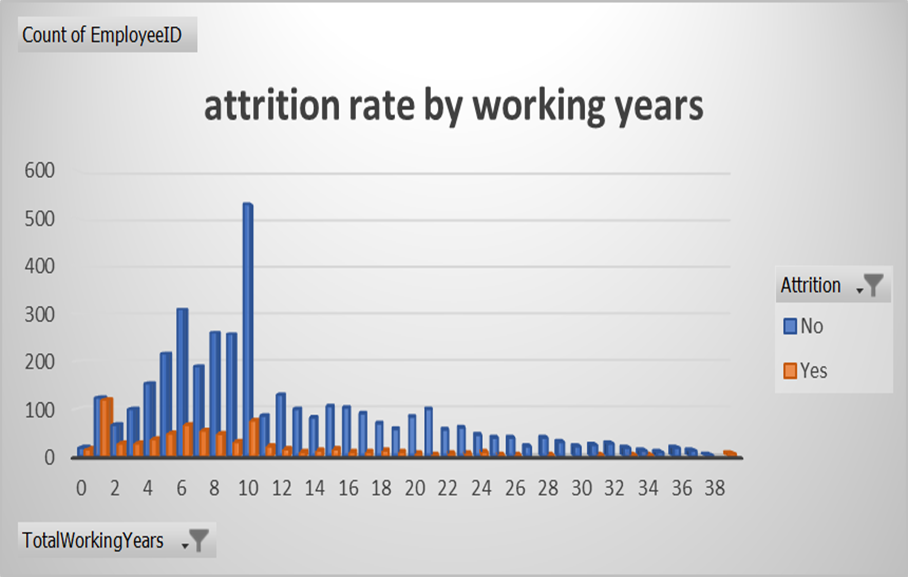 Count of EmployeeID
attrition rate by working years
600
500
400
300
200
100
0
0 2 4 6 8 10 12 14 16 18 20 22 24 26 28 30 32 34 36 38
Attrition
No
Yes
TotalWorkingYears